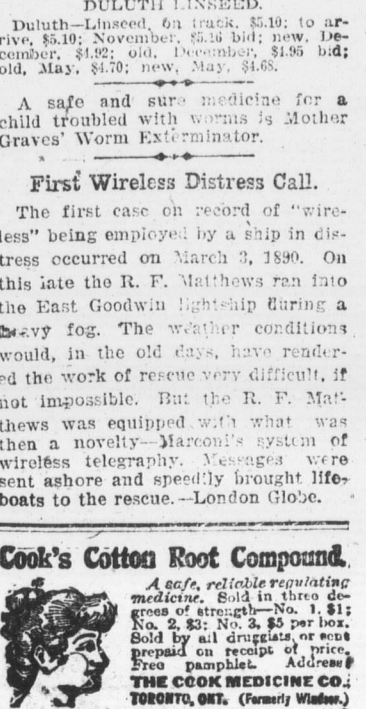 DULUTH LINSEED.
Duluth—Linseed, on track, $5.10; to ar-
rive, $5.10; November, $5.10 bid; new, De-
cember, $4.92; old, December, $4.95 bid;
old, May, $4.70; new, May, $4.68.
A safe and sure medicine for a
child troubled with worms is Mother
Graves' Worm Exterminator.
First Wireless Distress Call.
The first case on record of "wire-
less" being employed by a ship in dis-
tress occurred on March 3, 1890. On
this late the R. F. Matthews ran into
the East Goodwin lightship during a
heavy fog. The weather conditions
would, in the old days, have render-
ed the work of rescue very difficult, if
not impossible. But the R. F. Mat-
thews was equipped with what was
then a novelty—Marconi's system of
wireless telegraphy. Messages were
sent ashore and speedily brought life-
boats to the rescue.—London Globe.
Cook's Cotton Root Compound.
A safe, reliable regulating
medicine. Sold in three de-
grees of strength—No. 1, $1;
No. 2, $3; No. 3, $5 per box.
Sold by all druggists, or sent
prepaid on receipt of price.
Free pamphlet. Address:
THE COOK MEDICINE CO.,
TORONTO, ONT. (Formerly Windsor.)